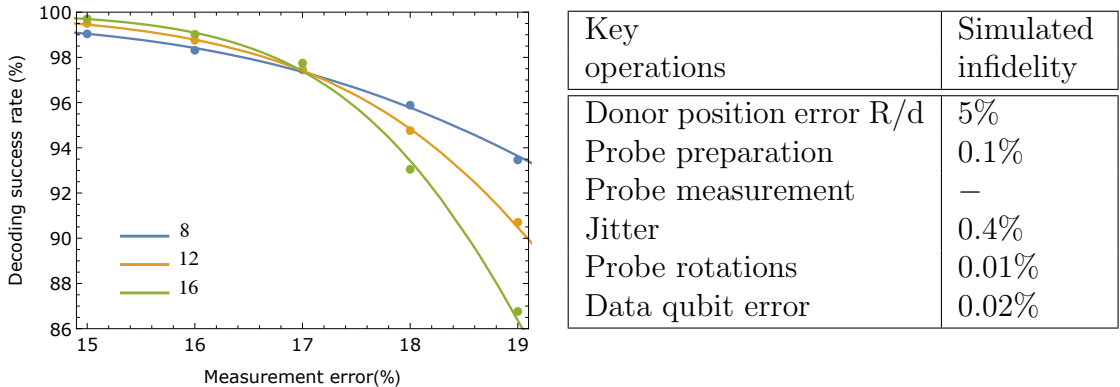 100
98
96
94
92
90
88
86
Decoding success rate (%)
8
12
16
15
16
17
18
19
Measurement error(%)
Key operations
Simulated infidelity
Donor position error R/d 5%
Probe preparation 0.1%
Probe measurement −
Jitter 0.4%
Probe rotations 0.01%
Data qubit error 0.02%